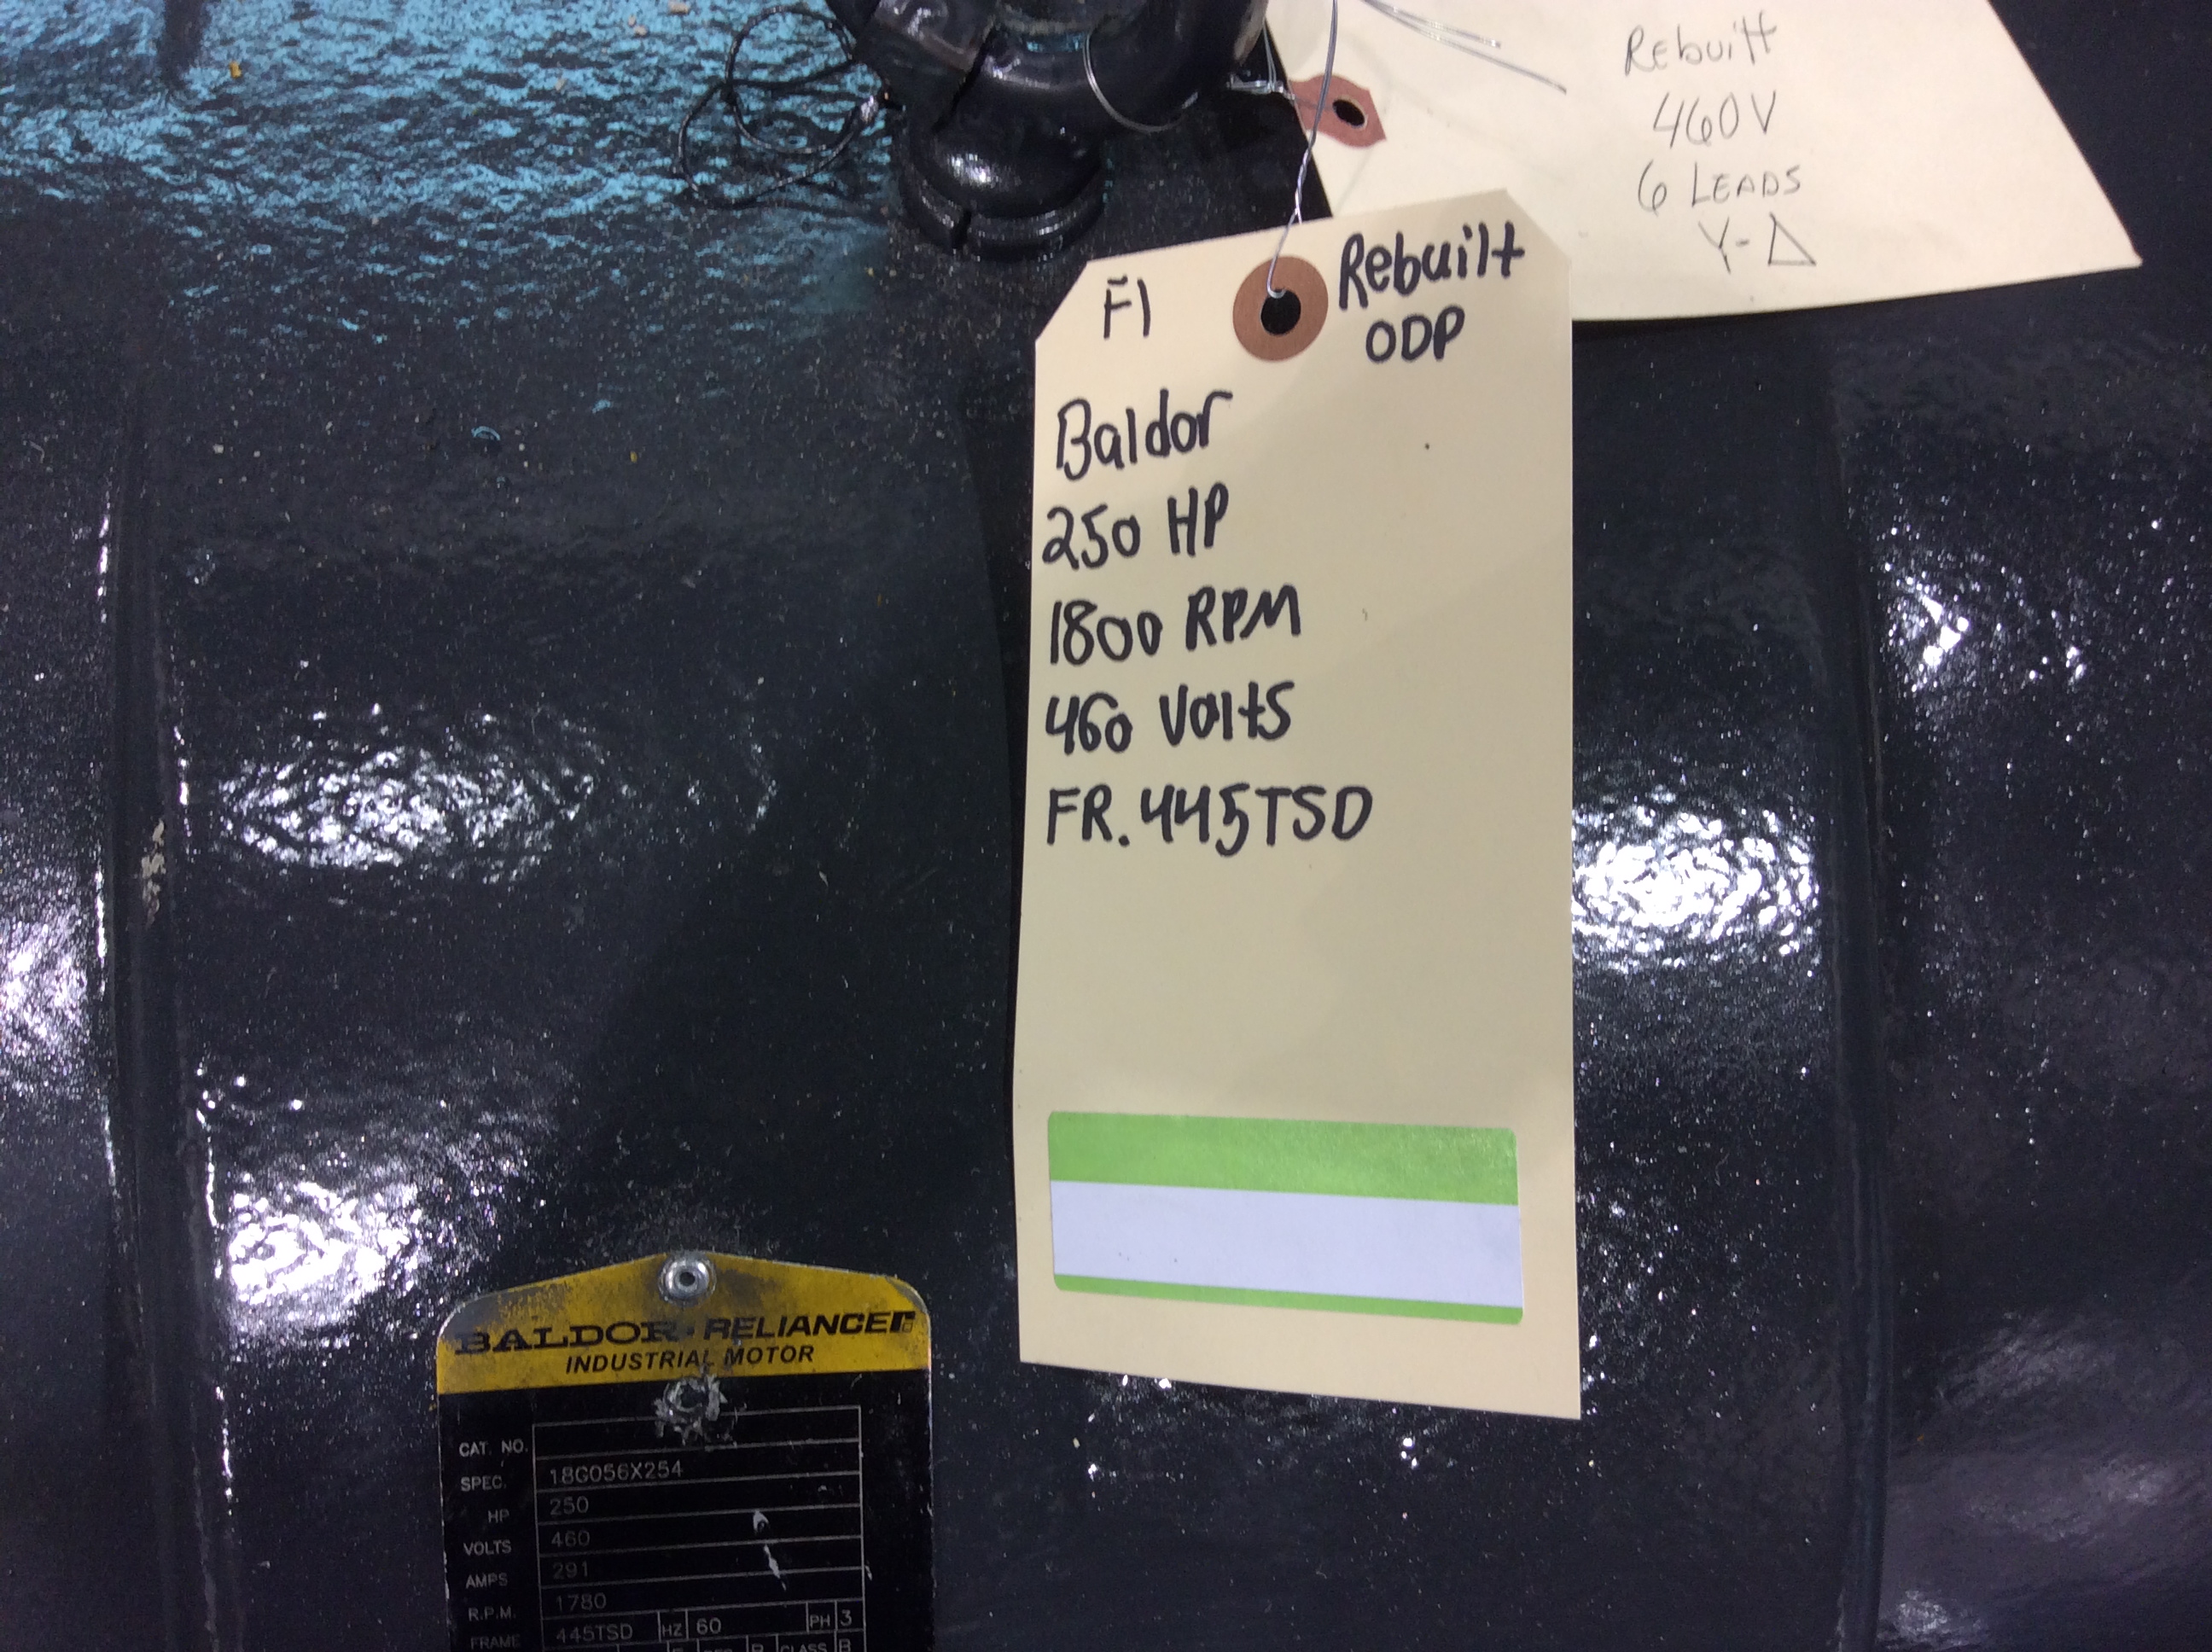 Rebuilt
460V
6 LEADS
Y-Δ
F1
Rebuilt
ODP
Baldor
250 HP
1800 RPM
460 Volts
FR. 445TSD
BALDOR·RELIANCE
INDUSTRIAL MOTOR
CAT. NO.
SPEC. 18G056X254
HP 250
VOLTS 460
AMPS 291
R.P.M. 1780
FRAME 445TSD HZ 60 PH 3
CLASS B